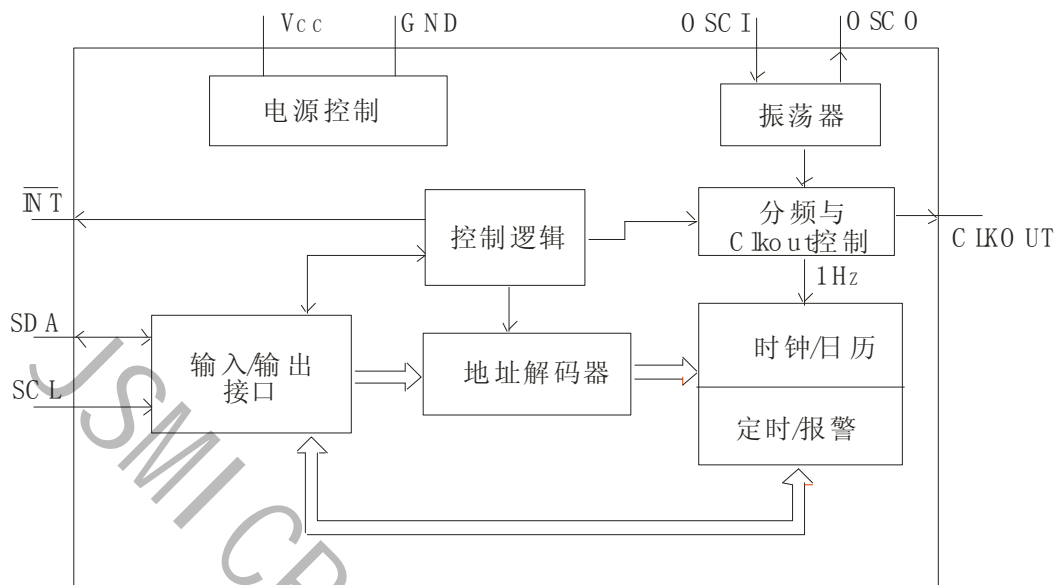 Vcc GND OSCI OSCO
电源控制
振荡器
INT
控制逻辑
分频与
Clkout控制
CLKOUT
1Hz
SDA
SCL
输入/输出
接口
地址解码器
时钟/日历
定时/报警